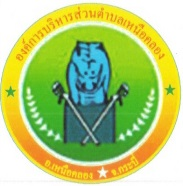 องค์การบริหารส่วนตำบลเหนือคลอง
อ.เหนือคลอง จ.กระบี่